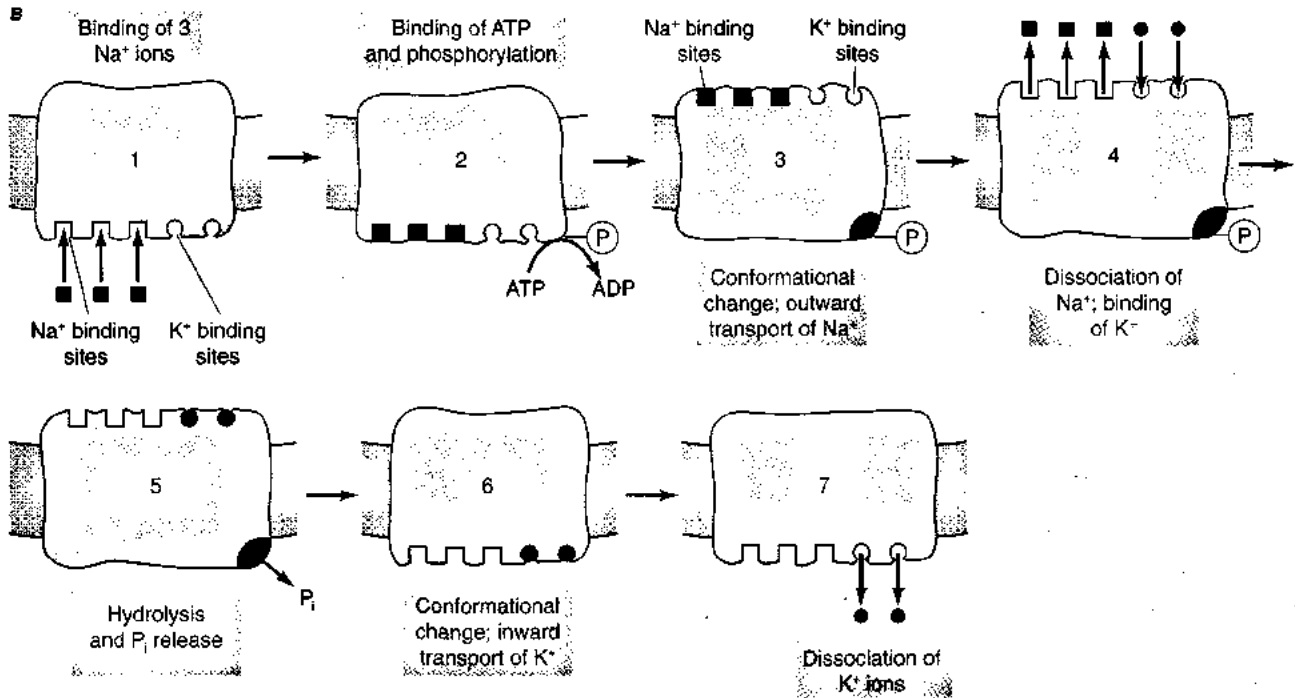 B
Binding of 3
Na⁺ ions
1
Na⁺ binding
sites
K⁺ binding
sites
Binding of ATP
and phosphorylation
2
P
ATP
ADP
Na⁺ binding
sites
K⁺ binding
sites
3
P
Conformational
change; outward
transport of Na⁺
4
P
Dissociation of
Na⁺; binding
of K⁺
5
Pᵢ
Hydrolysis
and Pᵢ release
6
Conformational
change; inward
transport of K⁺
7
Dissociation of
K⁺ ions